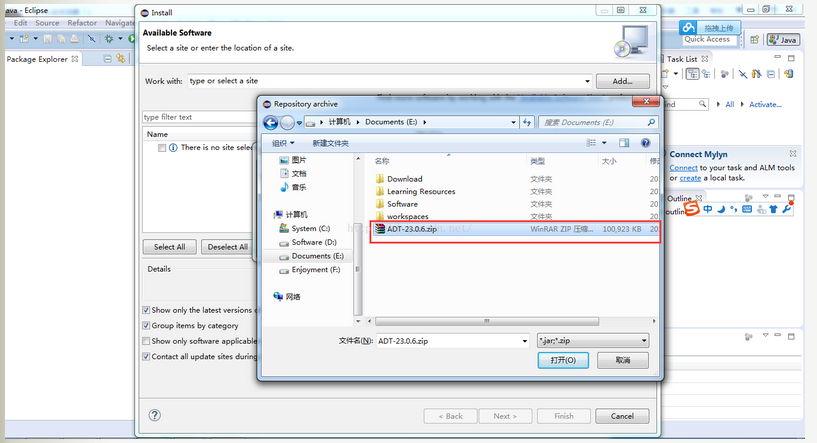 ava - Eclipse
Edit Source Refactor Navigate
Package Explorer
Install
Available Software
Select a site or enter the location of a site.
Work with: type or select a site
Add...
type filter text
Name
There is no site selec
Select All Deselect All
Details
Show only the latest versions
Group items by category
Show only software applicable
Contact all update sites during
< Back Next > Finish Cancel
Repository archive
计算机 Documents (E:)
搜索 Documents (E:)
组织 新建文件夹
图片
文档
音乐
计算机
System (C:)
Software (D:)
Documents (E:)
Enjoyment (F:)
网络
名称 类型 大小 修
Download 文件夹 20
Learning Resources 文件夹 20
Software 文件夹 20
workspaces 文件夹 20
ADT-23.0.6.zip WinRAR ZIP 压缩... 100,923 KB 20
文件名(N): ADT-23.0.6.zip *.jar;*.zip
打开(O) 取消
拖拽上传
Quick Access
Java
Task List
ind All Activate...
Connect Mylyn
Connect to your task and ALM tools
or create a local task.
Outline
outline
中